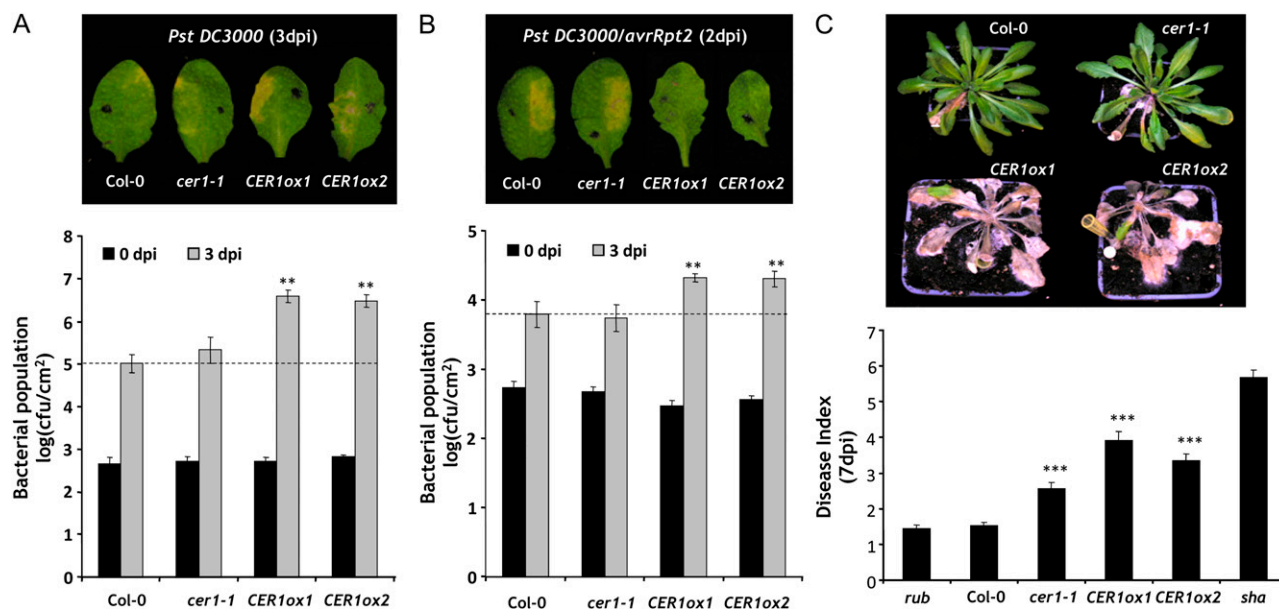 A
Pst DC3000 (3dpi)
Col-0 cer1-1 CER1ox1 CER1ox2
Bacterial population
log(cfu/cm2)
8
7
6
5
4
3
2
1
0
0 dpi 3 dpi
**
**
Col-0 cer1-1 CER1ox1 CER1ox2
B
Pst DC3000/avrRpt2 (2dpi)
Col-0 cer1-1 CER1ox1 CER1ox2
Bacterial population
log(cfu/cm2)
5
4
3
2
1
0
0 dpi 3 dpi
**
**
Col-0 cer1-1 CER1ox1 CER1ox2
C
Col-0 cer1-1
CER1ox1 CER1ox2
Disease Index
(7dpi)
7
6
5
4
3
2
1
0
***
***
***
rub Col-0 cer1-1 CER1ox1 CER1ox2 sha